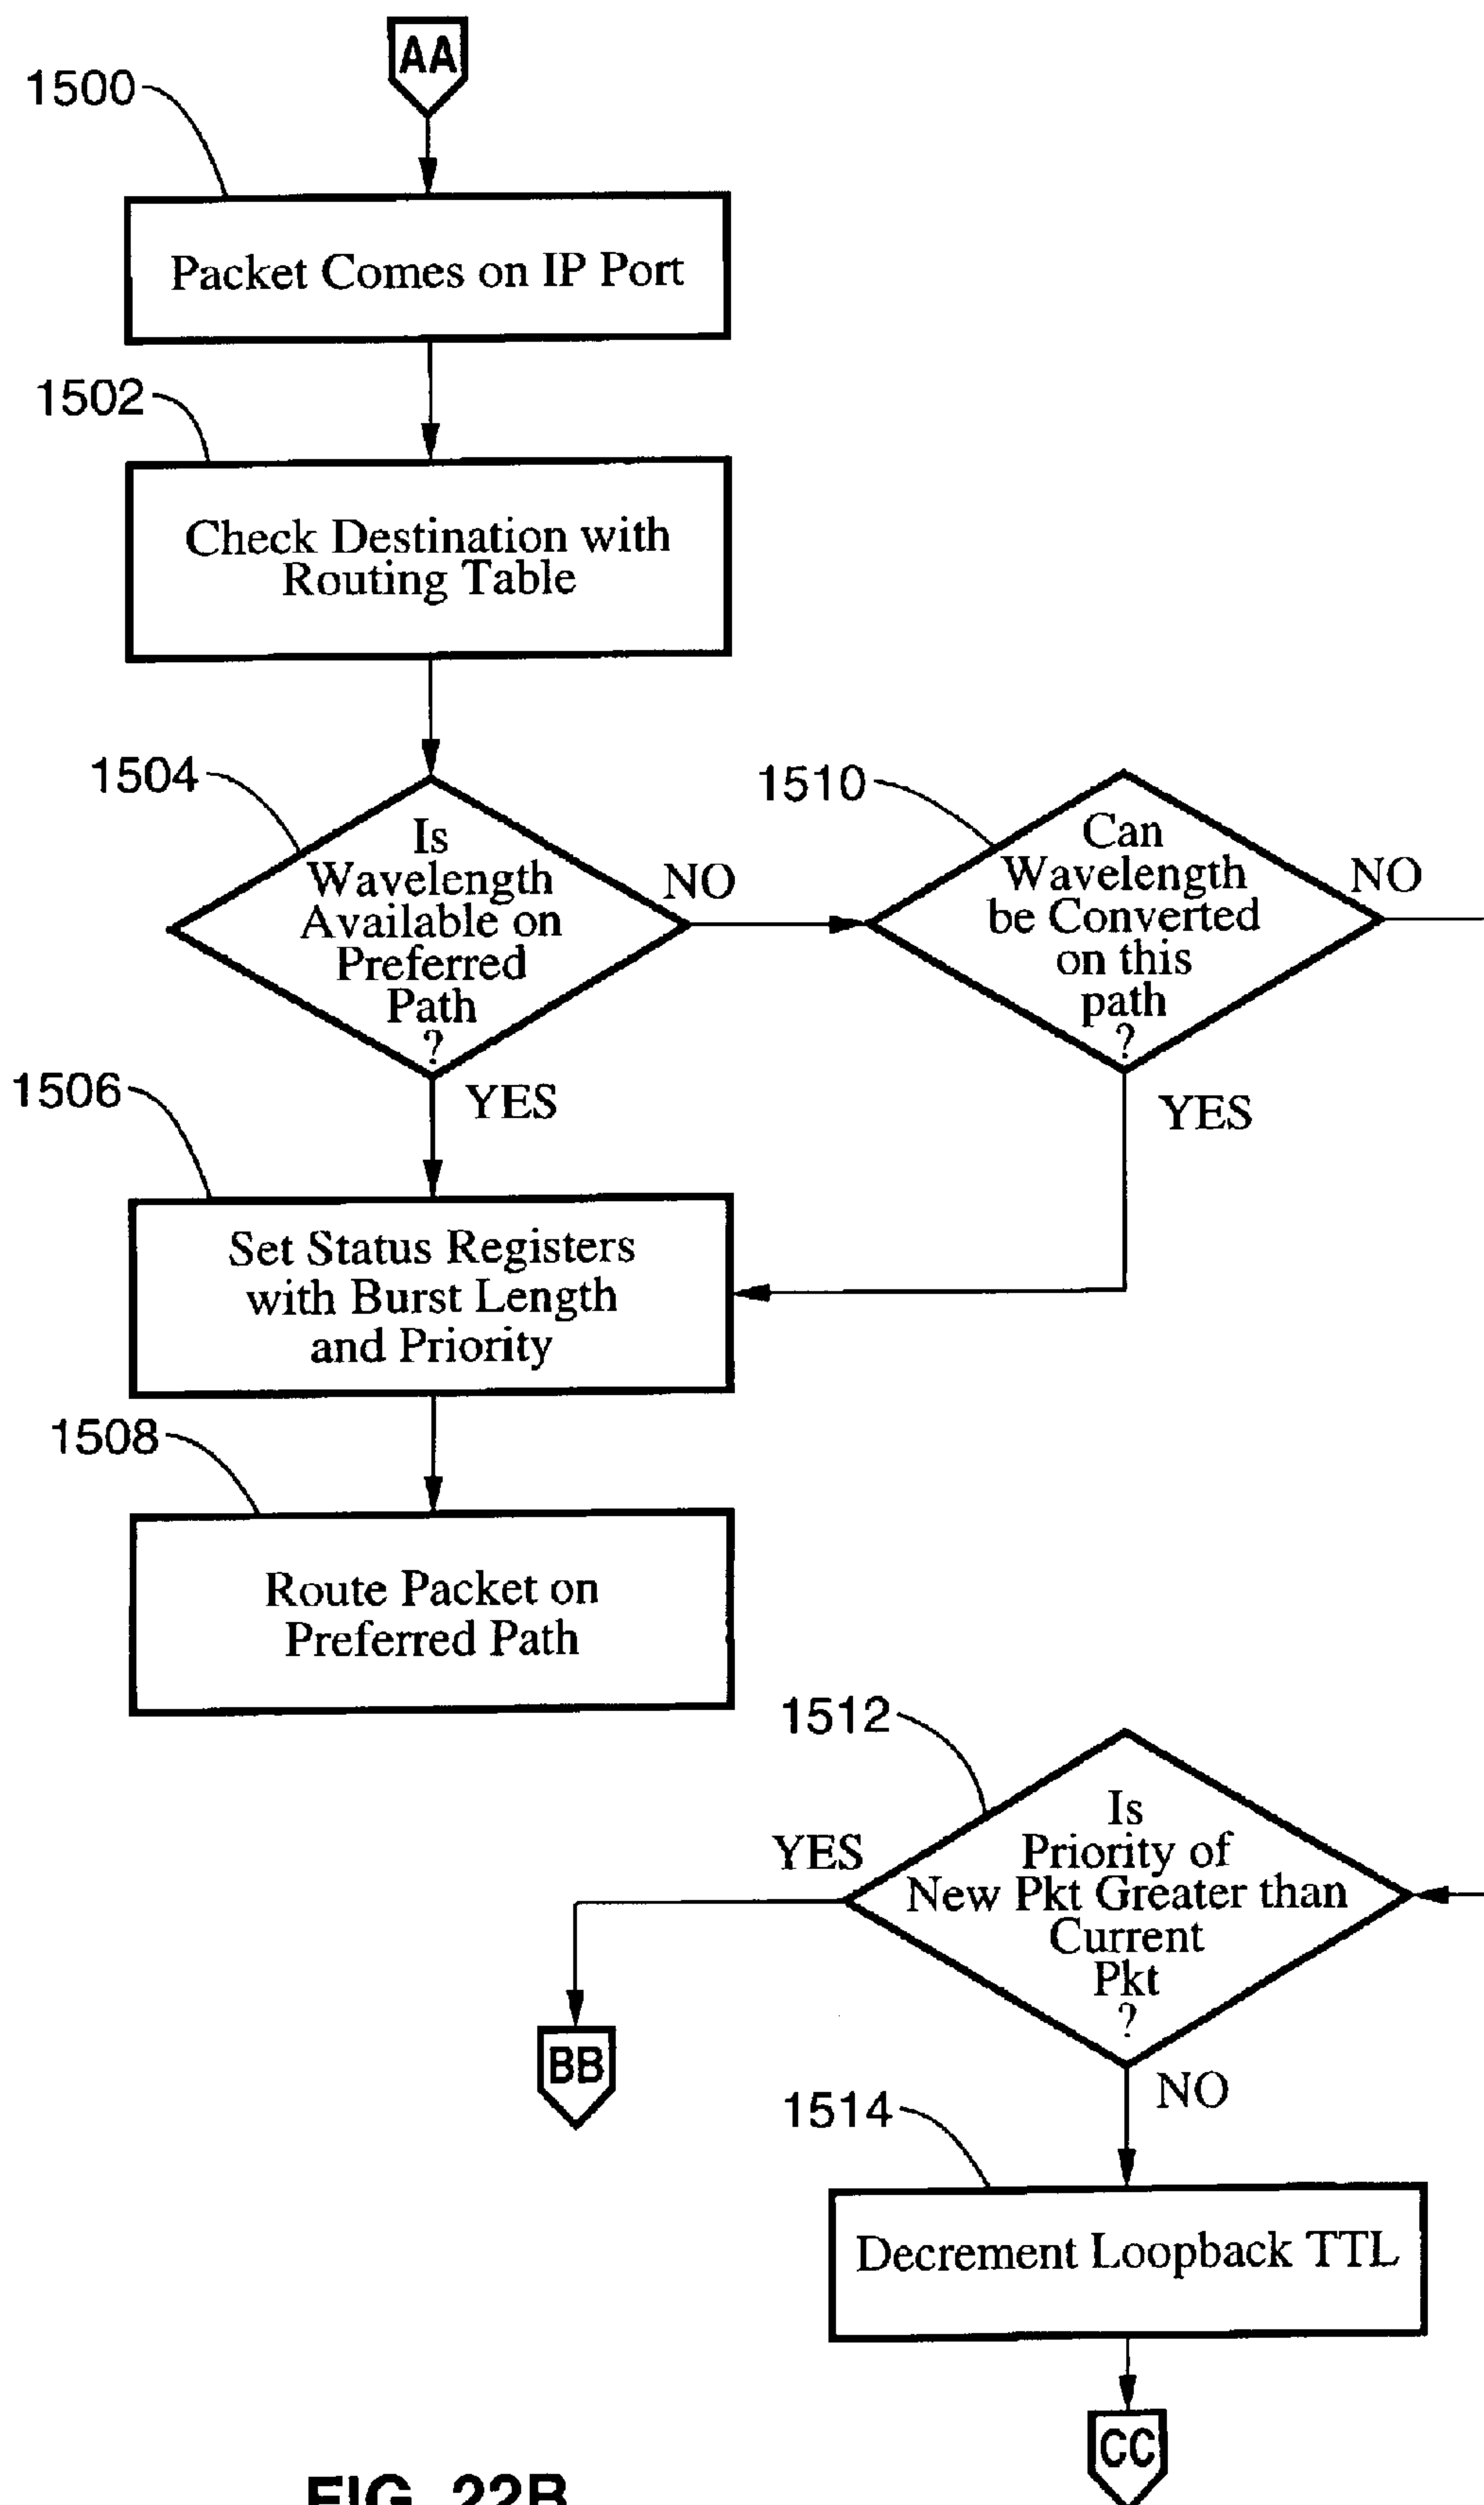 AA
1500
Packet Comes on IP Port
1502
Check Destination with
Routing Table
1504
Is
Wavelength
Available on
Preferred
Path
?
NO
YES
1510
Can
Wavelength
be Converted
on this
path
?
NO
YES
1506
Set Status Registers
with Burst Length
and Priority
1508
Route Packet on
Preferred Path
1512
Is
Priority of
New Pkt Greater than
Current
Pkt
?
YES
BB
NO
1514
Decrement Loopback TTL
CC
FIG. 22B